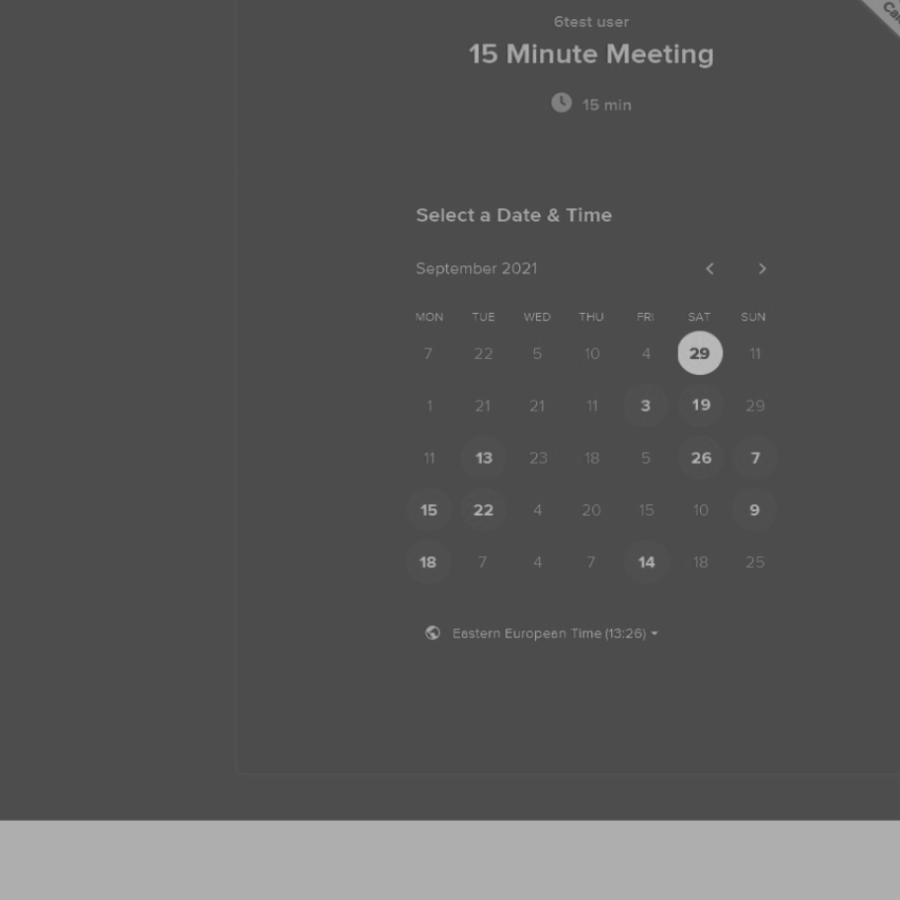 6test user
15 Minute Meeting
15 min
Select a Date & Time
September 2021
MON TUE WED THU FRI SAT SUN
7 22 5 10 4 29 11
1 21 21 11 3 19 29
11 13 23 18 5 26 7
15 22 4 20 15 10 9
18 7 4 7 14 18 25
Eastern European Time (13:26)